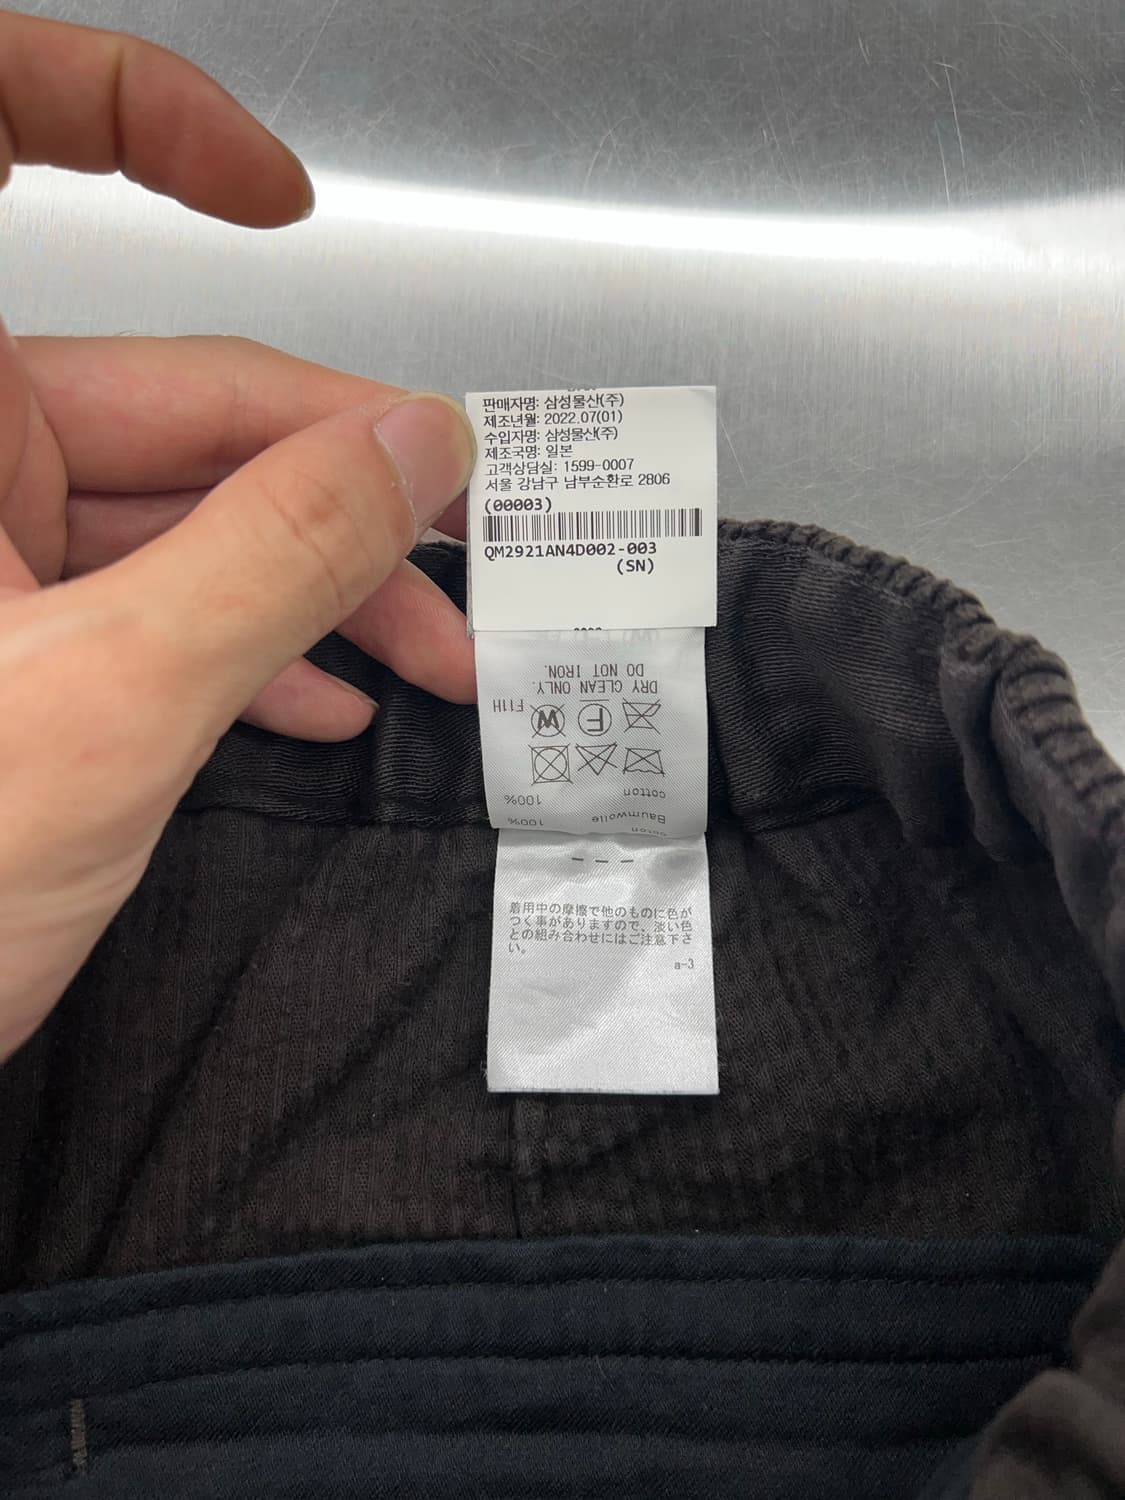 판매자명: 삼성물산(주)
제조년월: 2022.07(01)
수입자명: 삼성물산(주)
제조국명: 일본
고객상담실: 1599-0007
서울 강남구 남부순환로 2806
(00003)
QM2921AN4D002-003
(SN)
DO NOT IRON.
DRY CLEAN ONLY.
F11H
W F
cotton 100%
Baumwolle 100%
coton
着用中の摩擦で他のものに色が
つく事がありますので、淡い色
との組み合わせにはご注意下さ
い。
a-3